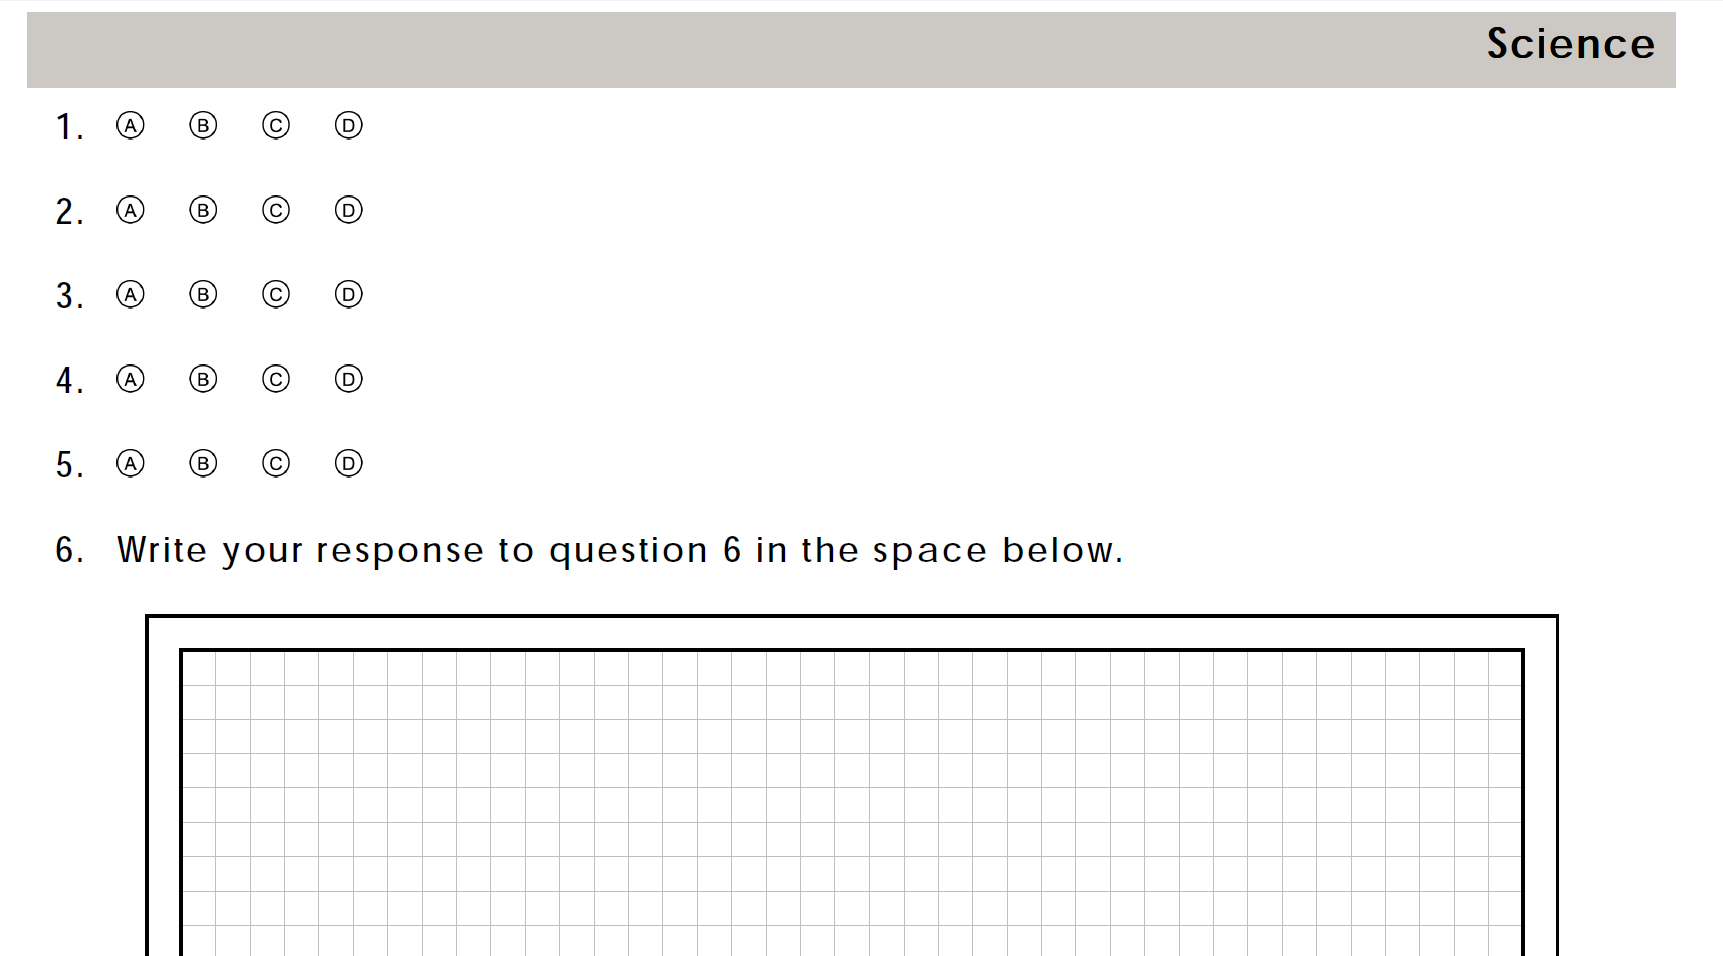 Science
1. A B C D
2. A B C D
3. A B C D
4. A B C D
5. A B C D
6. Write your response to question 6 in the space below.